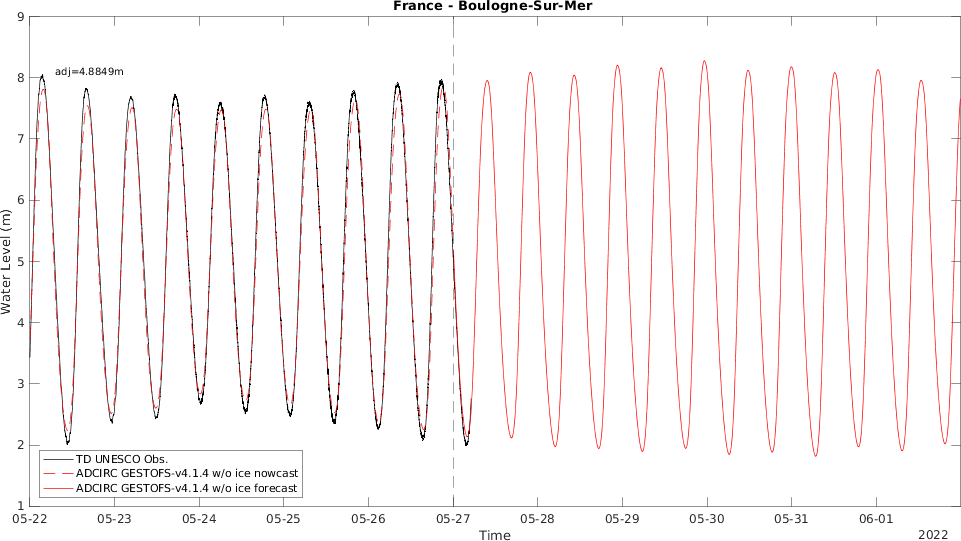 France - Boulogne-Sur-Mer
9
8
7
6
5
4
3
2
1
Water Level (m)
adj=4.8849m
TD UNESCO Obs.
ADCIRC GESTOFS-v4.1.4 w/o ice nowcast
ADCIRC GESTOFS-v4.1.4 w/o ice forecast
05-22 05-23 05-24 05-25 05-26 05-27 05-28 05-29 05-30 05-31 06-01
Time
2022